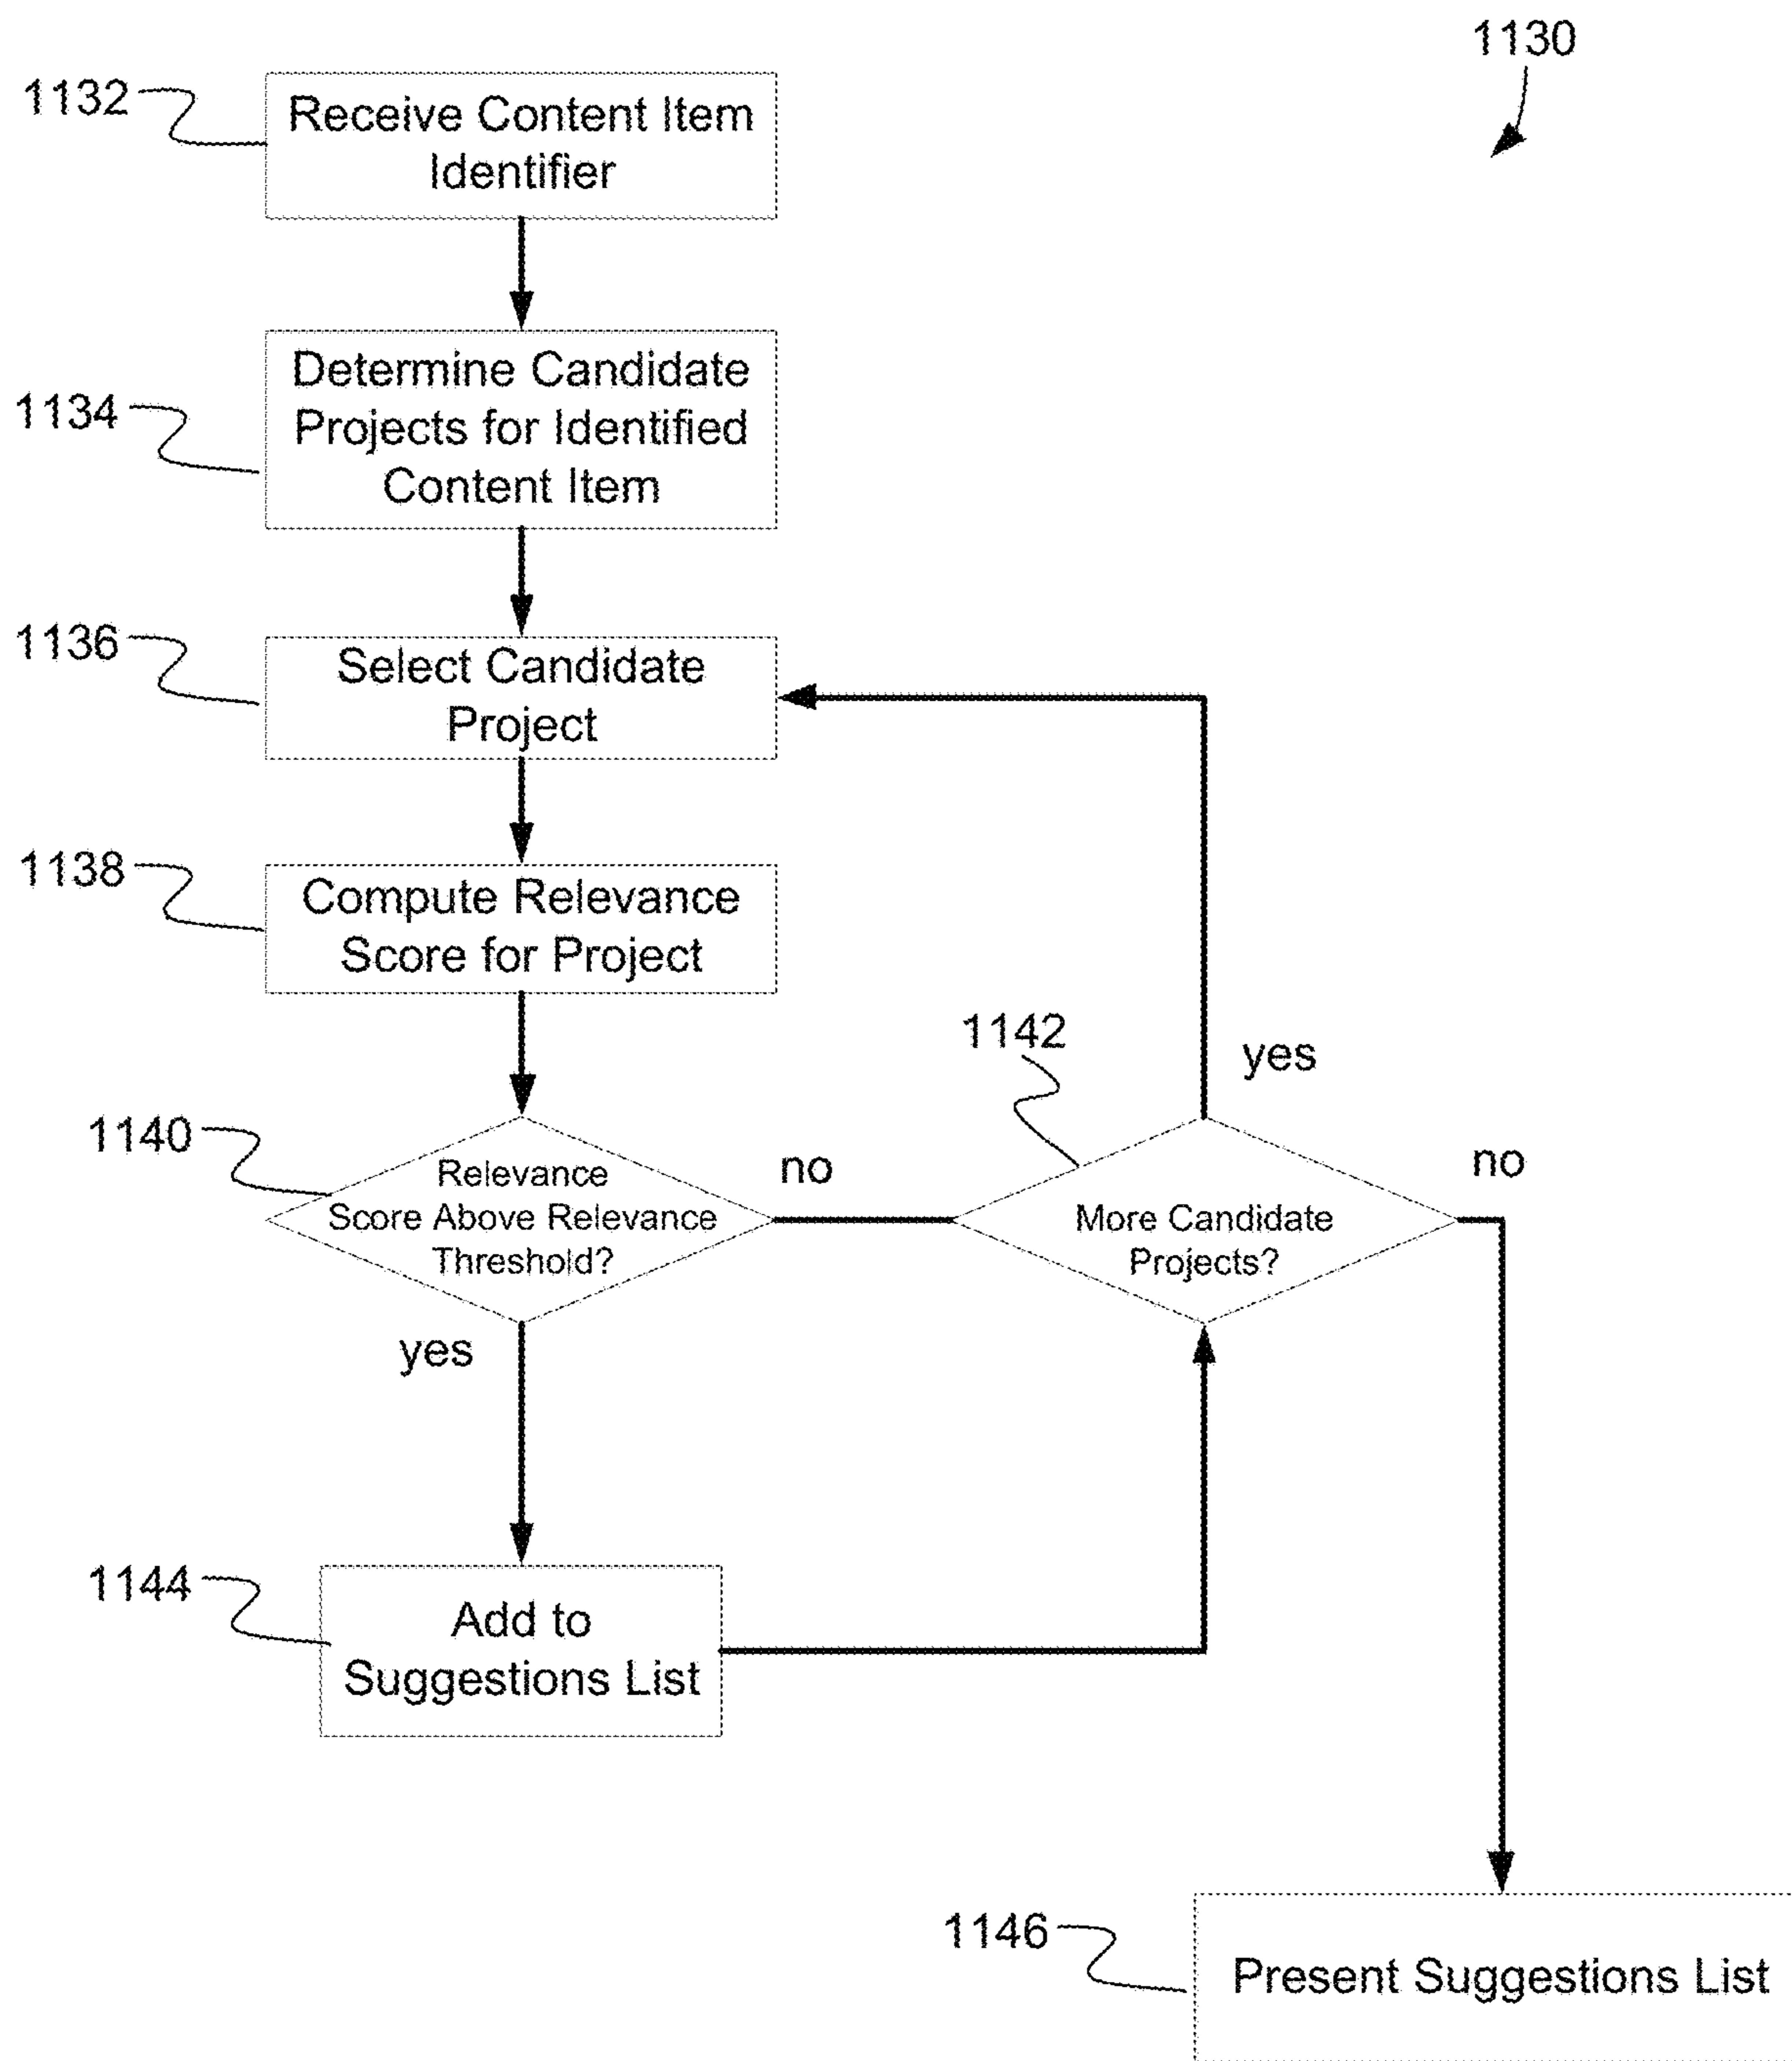 1130
1132
Receive Content Item
Identifier
1134
Determine Candidate
Projects for Identified
Content Item
1136
Select Candidate
Project
1138
Compute Relevance
Score for Project
1142
yes
1140
Relevance
Score Above Relevance
Threshold?
no
More Candidate
Projects?
no
yes
1144
Add to
Suggestions List
1146
Present Suggestions List